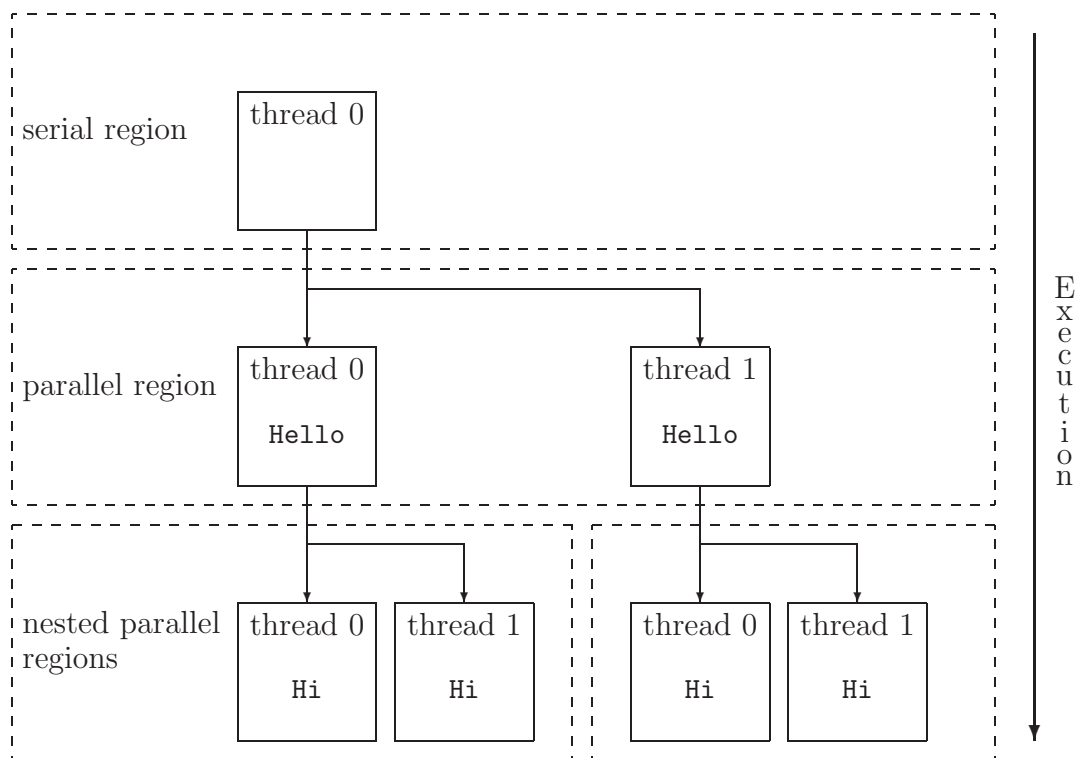 serial region
thread 0
parallel region
thread 0
Hello
thread 1
Hello
nested parallel
regions
thread 0
Hi
thread 1
Hi
thread 0
Hi
thread 1
Hi
Execution